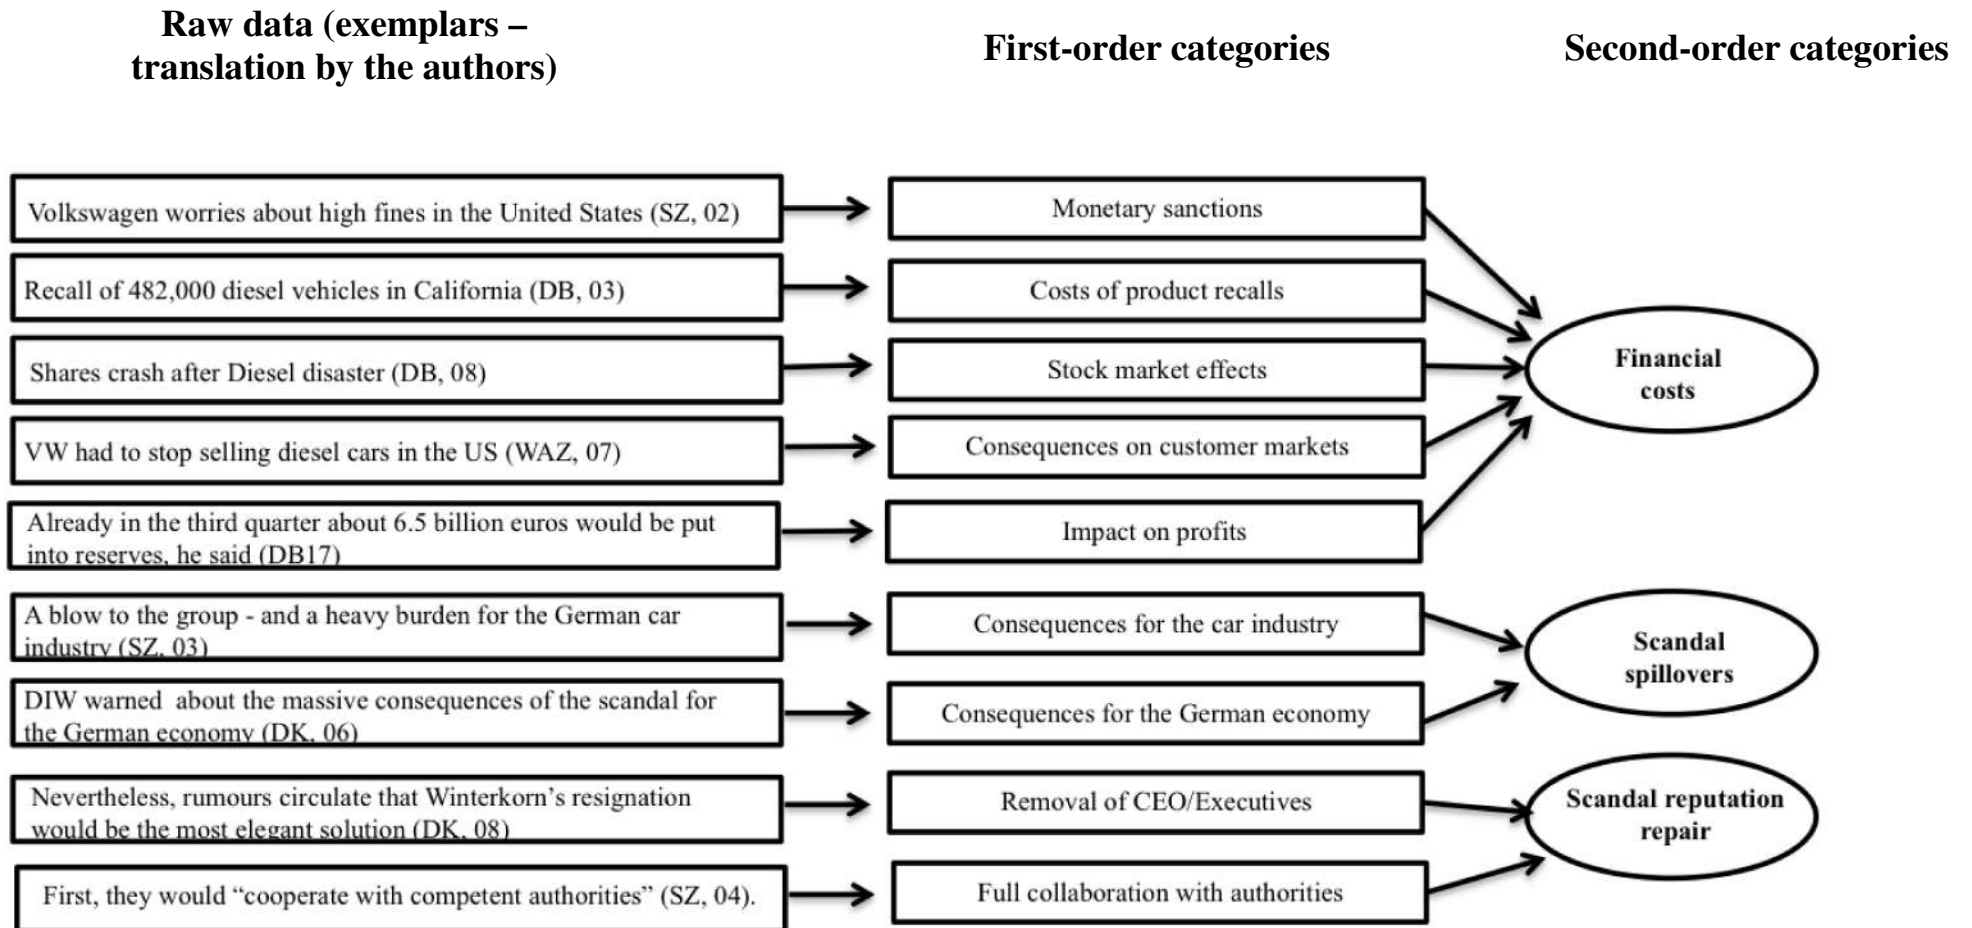 Raw data (exemplars –
translation by the authors)
First-order categories
Second-order categories
Volkswagen worries about high fines in the United States (SZ, 02)
Monetary sanctions
Recall of 482,000 diesel vehicles in California (DB, 03)
Costs of product recalls
Shares crash after Diesel disaster (DB, 08)
Stock market effects
Financial
costs
VW had to stop selling diesel cars in the US (WAZ, 07)
Consequences on customer markets
Already in the third quarter about 6.5 billion euros would be put
into reserves, he said (DB17)
Impact on profits
A blow to the group - and a heavy burden for the German car
industry (SZ, 03)
Consequences for the car industry
Scandal
spillovers
DIW warned about the massive consequences of the scandal for
the German economy (DK, 06)
Consequences for the German economy
Nevertheless, rumours circulate that Winterkorn’s resignation
would be the most elegant solution (DK, 08)
Removal of CEO/Executives
Scandal reputation
repair
First, they would “cooperate with competent authorities” (SZ, 04).
Full collaboration with authorities